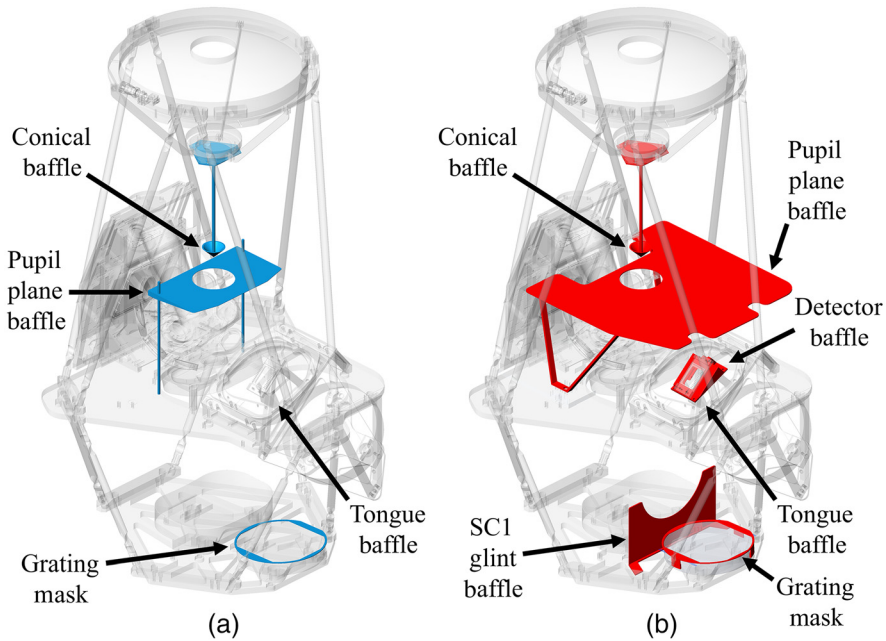 Conical
baffle
Pupil
plane
baffle
Grating
mask
Tongue
baffle
(a)
Conical
baffle
Pupil
plane
baffle
Detector
baffle
SC1
glint
baffle
Tongue
baffle
Grating
mask
(b)